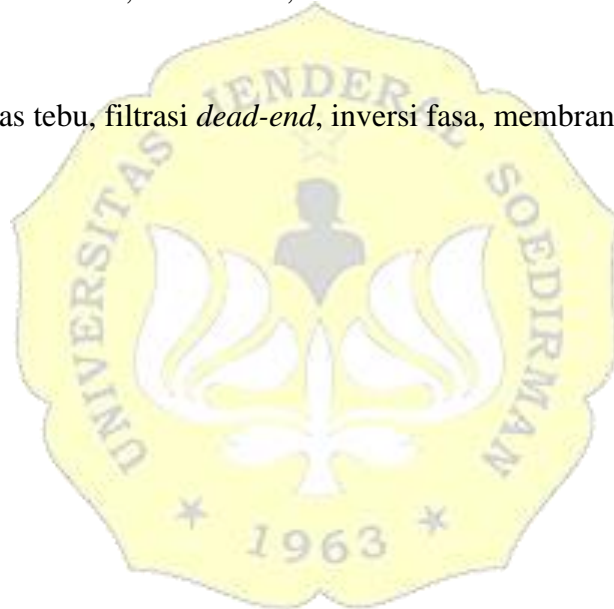 as tebu, filtrasi dead-end, inversi fasa, membran
UNIVERSITAS JENDERAL SOEDIRMAN
1963